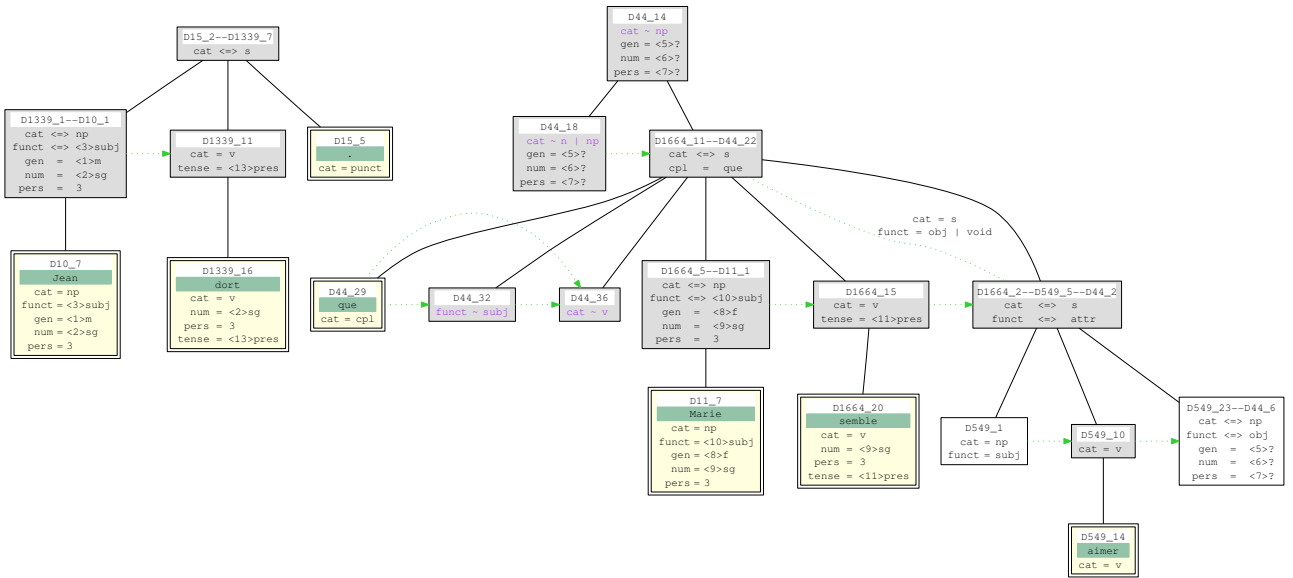 D15_2--D1339_7
cat <=> s
D1339_1--D10_1
cat <=> np
funct <=> <3>subj
gen = <1>m
num = <2>sg
pers = 3
D1339_11
cat = v
tense = <13>pres
D15_5
.
cat = punct
D10_7
Jean
cat = np
funct = <3>subj
gen = <1>m
num = <2>sg
pers = 3
D1339_16
dort
cat = v
num = <2>sg
pers = 3
tense = <13>pres
D44_14
cat ~ np
gen = <5>?
num = <6>?
pers = <7>?
D44_18
cat ~ n | np
gen = <5>?
num = <6>?
pers = <7>?
D1664_11--D44_22
cat <=> s
cpl = que
cat = s
funct = obj | void
D44_29
que
cat = cpl
D44_32
funct ~ subj
D44_36
cat ~ v
D1664_5--D11_1
cat <=> np
funct <=> <10>subj
gen = <8>f
num = <9>sg
pers = 3
D1664_15
cat = v
tense = <11>pres
D1664_2--D549_5--D44_2
cat <=> s
funct <=> attr
D11_7
Marie
cat = np
funct = <10>subj
gen = <8>f
num = <9>sg
pers = 3
D1664_20
semble
cat = v
num = <9>sg
pers = 3
tense = <11>pres
D549_1
cat = np
funct = subj
D549_10
cat = v
D549_23--D44_6
cat <=> np
funct <=> obj
gen = <5>?
num = <6>?
pers = <7>?
D549_14
aimer
cat = v